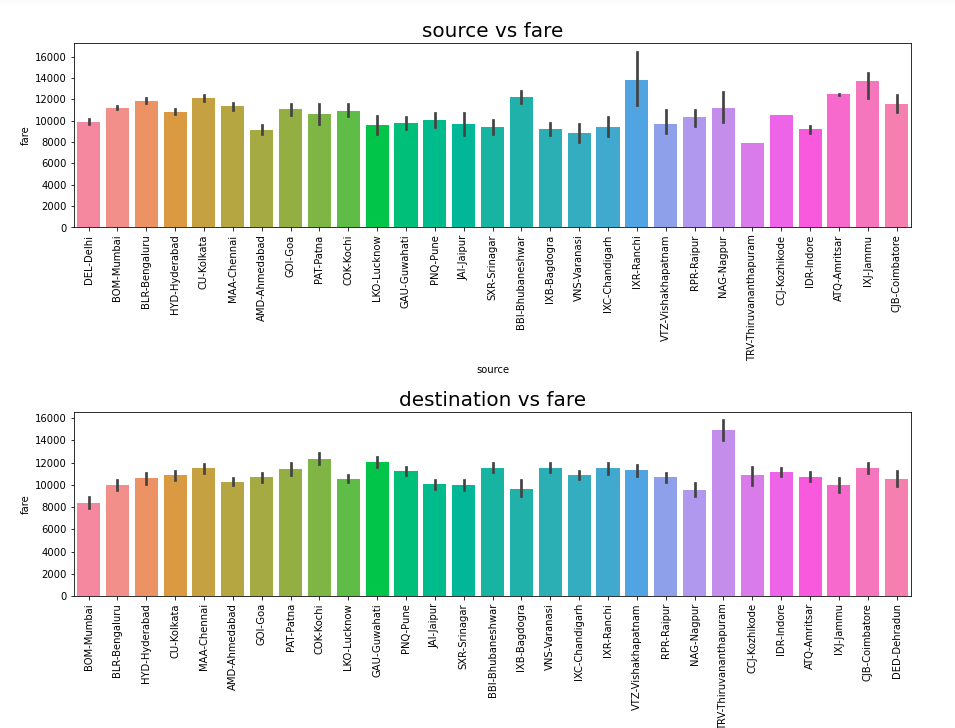 source vs fare
16000
14000
12000
10000
8000
6000
4000
2000
0
fare
DEL-Delhi
BOM-Mumbai
BLR-Bengaluru
HYD-Hyderabad
CU-Kolkata
MAA-Chennai
AMD-Ahmedabad
GOI-Goa
PAT-Patna
COK-Kochi
LKO-Lucknow
GAU-Guwahati
PNQ-Pune
JAI-Jaipur
SXR-Srinagar
BBI-Bhubaneshwar
IXB-Bagdogra
VNS-Varanasi
IXC-Chandigarh
IXR-Ranchi
VTZ-Vishakhapatnam
RPR-Raipur
NAG-Nagpur
TRV-Thiruvananthapuram
CCJ-Kozhikode
IDR-Indore
ATQ-Amritsar
IXJ-Jammu
CJB-Coimbatore
source
destination vs fare
16000
14000
12000
10000
8000
6000
4000
2000
0
fare
BOM-Mumbai
BLR-Bengaluru
HYD-Hyderabad
CU-Kolkata
MAA-Chennai
AMD-Ahmedabad
GOI-Goa
PAT-Patna
COK-Kochi
LKO-Lucknow
GAU-Guwahati
PNQ-Pune
JAI-Jaipur
SXR-Srinagar
BBI-Bhubaneshwar
IXB-Bagdogra
VNS-Varanasi
IXC-Chandigarh
IXR-Ranchi
VTZ-Vishakhapatnam
RPR-Raipur
NAG-Nagpur
TRV-Thiruvananthapuram
CCJ-Kozhikode
IDR-Indore
ATQ-Amritsar
IXJ-Jammu
CJB-Coimbatore
DED-Dehradun